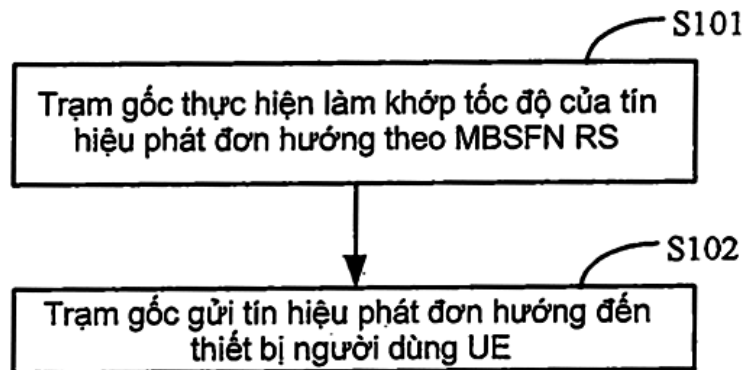 S101
Trạm gốc thực hiện làm khớp tốc độ của tín
hiệu phát đơn hướng theo MBSFN RS
S102
Trạm gốc gửi tín hiệu phát đơn hướng đến
thiết bị người dùng UE